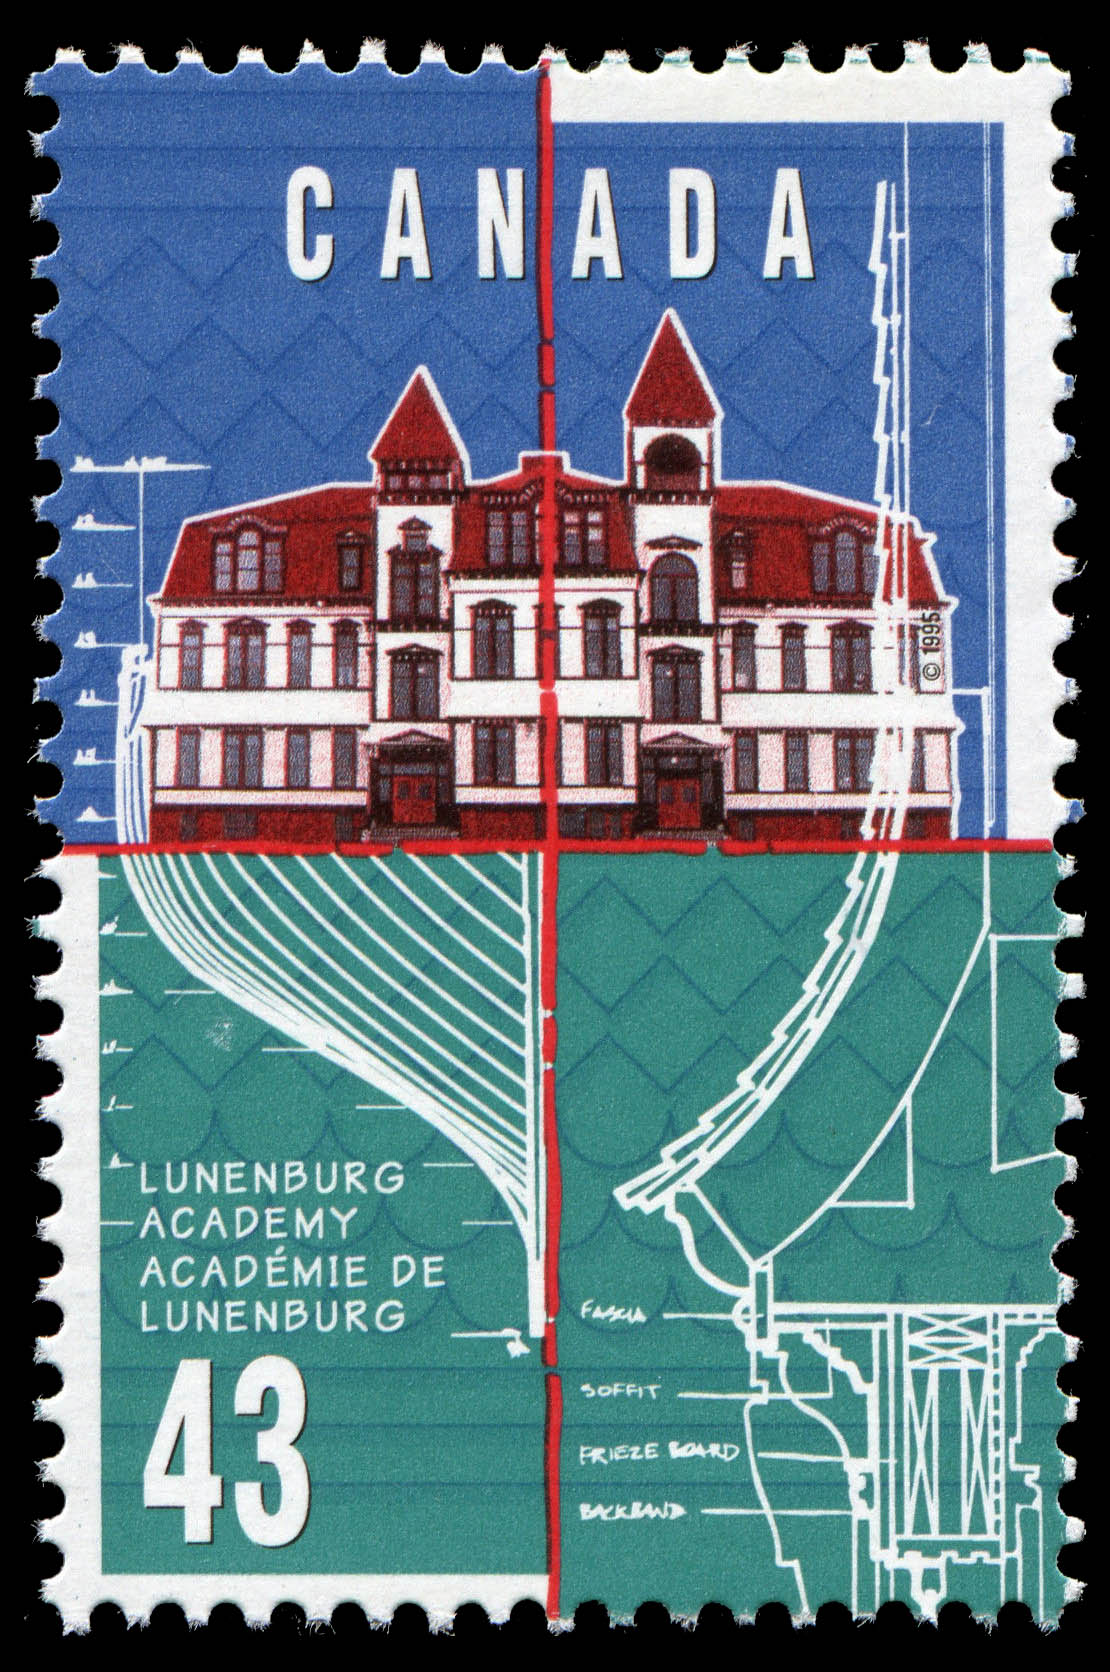 CANADA
© 1995
LUNENBURG
ACADEMY
ACADÉMIE DE
LUNENBURG
43
FASCIA
SOFFIT
FRIEZE BOARD
BACKBAND